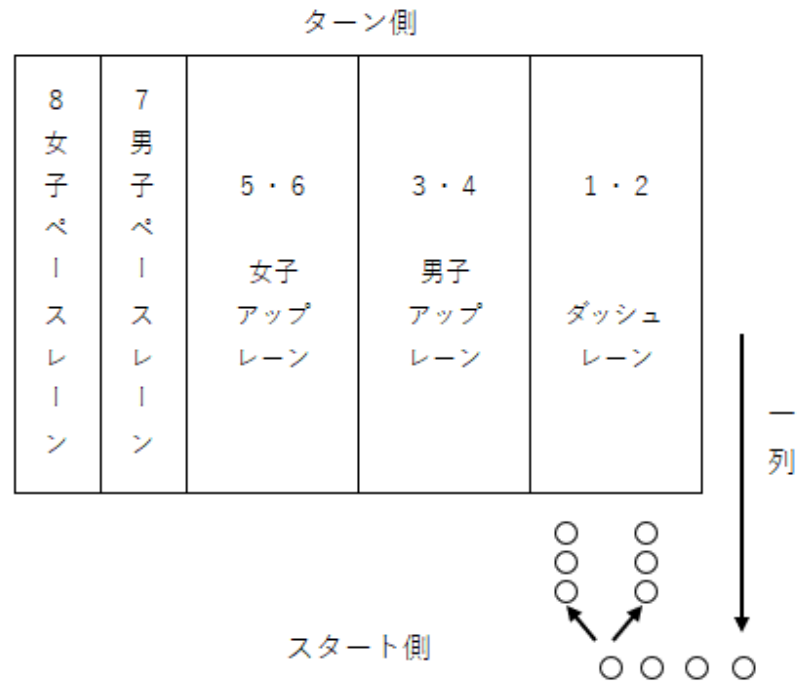 ターン側
8女子ペースレーン
7男子ペースレーン
5・6
女子
アップ
レーン
3・4
男子
アップ
レーン
1・2
ダッシュ
レーン
一列
スタート側